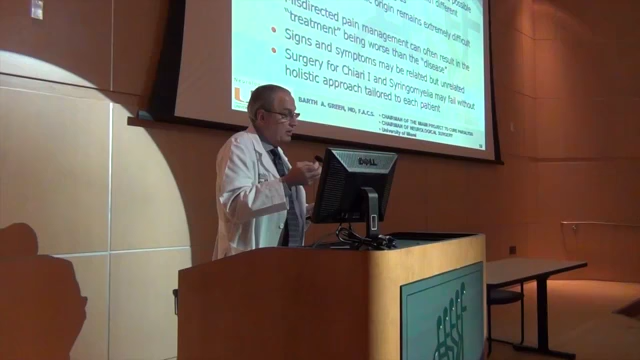 possible
different
origin remains extremely difficult
Misdirected pain management can often result in the
"treatment" being worse than the "disease"
Signs and symptoms may be related but unrelated
Surgery for Chiari I and Syringomyelia may fail without
holistic approach tailored to each patient
U
BARTH A. GREEN, MD, F.A.C.S.
• CHAIRMAN OF THE MIAMI PROJECT TO CURE PARALYSIS
• CHAIRMAN OF NEUROLOGICAL SURGERY
• University of Miami
DELL